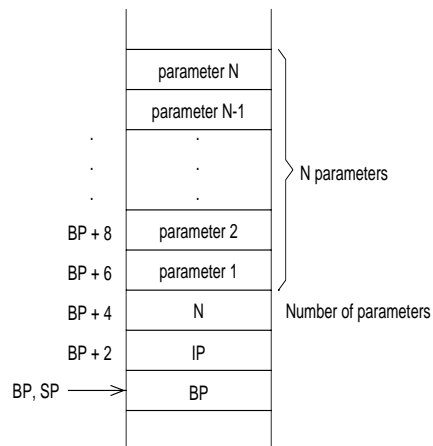 parameter N
parameter N-1
. .
. .
N parameters
. .
BP + 8 parameter 2
BP + 6 parameter 1
BP + 4 N Number of parameters
BP + 2 IP
BP, SP BP